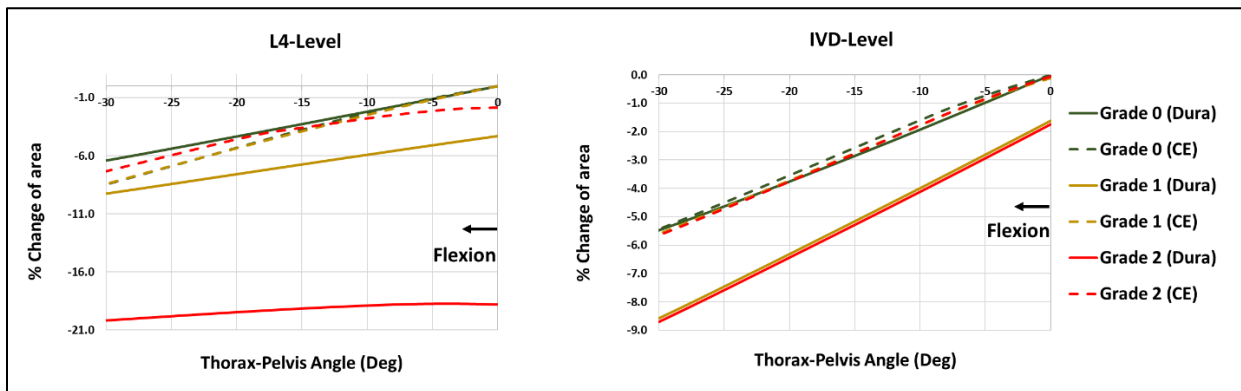 L4-Level
-30
-25
-20
-15
-10
-5
0
-1.0
-6.0
-11.0
-16.0
-21.0
% Change of area
Flexion
Thorax-Pelvis Angle (Deg)
IVD-Level
0.0
-30
-25
-20
-15
-10
-5
0
-1.0
-2.0
-3.0
-4.0
-5.0
-6.0
-7.0
-8.0
-9.0
% Change of area
Flexion
Thorax-Pelvis Angle (Deg)
Grade 0 (Dura)
Grade 0 (CE)
Grade 1 (Dura)
Grade 1 (CE)
Grade 2 (Dura)
Grade 2 (CE)